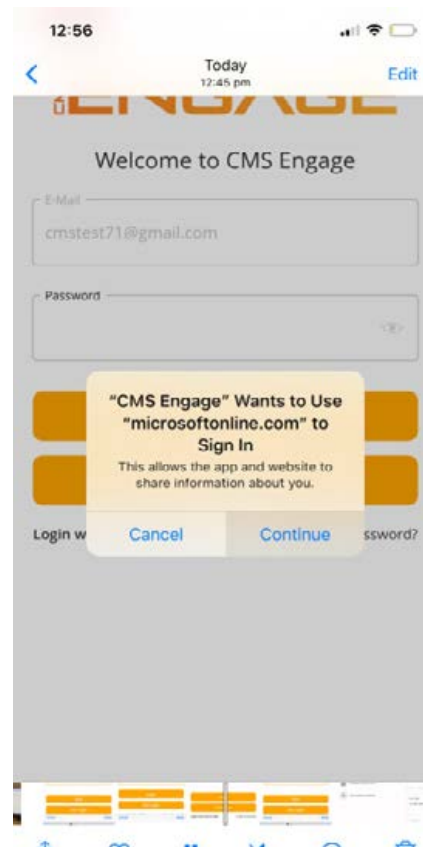 12:56
Today
12:45 pm
Edit
ENGAGE
Welcome to CMS Engage
E-Mail
cmstest71@gmail.com
Password
"CMS Engage" Wants to Use
"microsoftonline.com" to
Sign In
This allows the app and website to
share information about you.
Login w
Cancel
Continue
ssword?